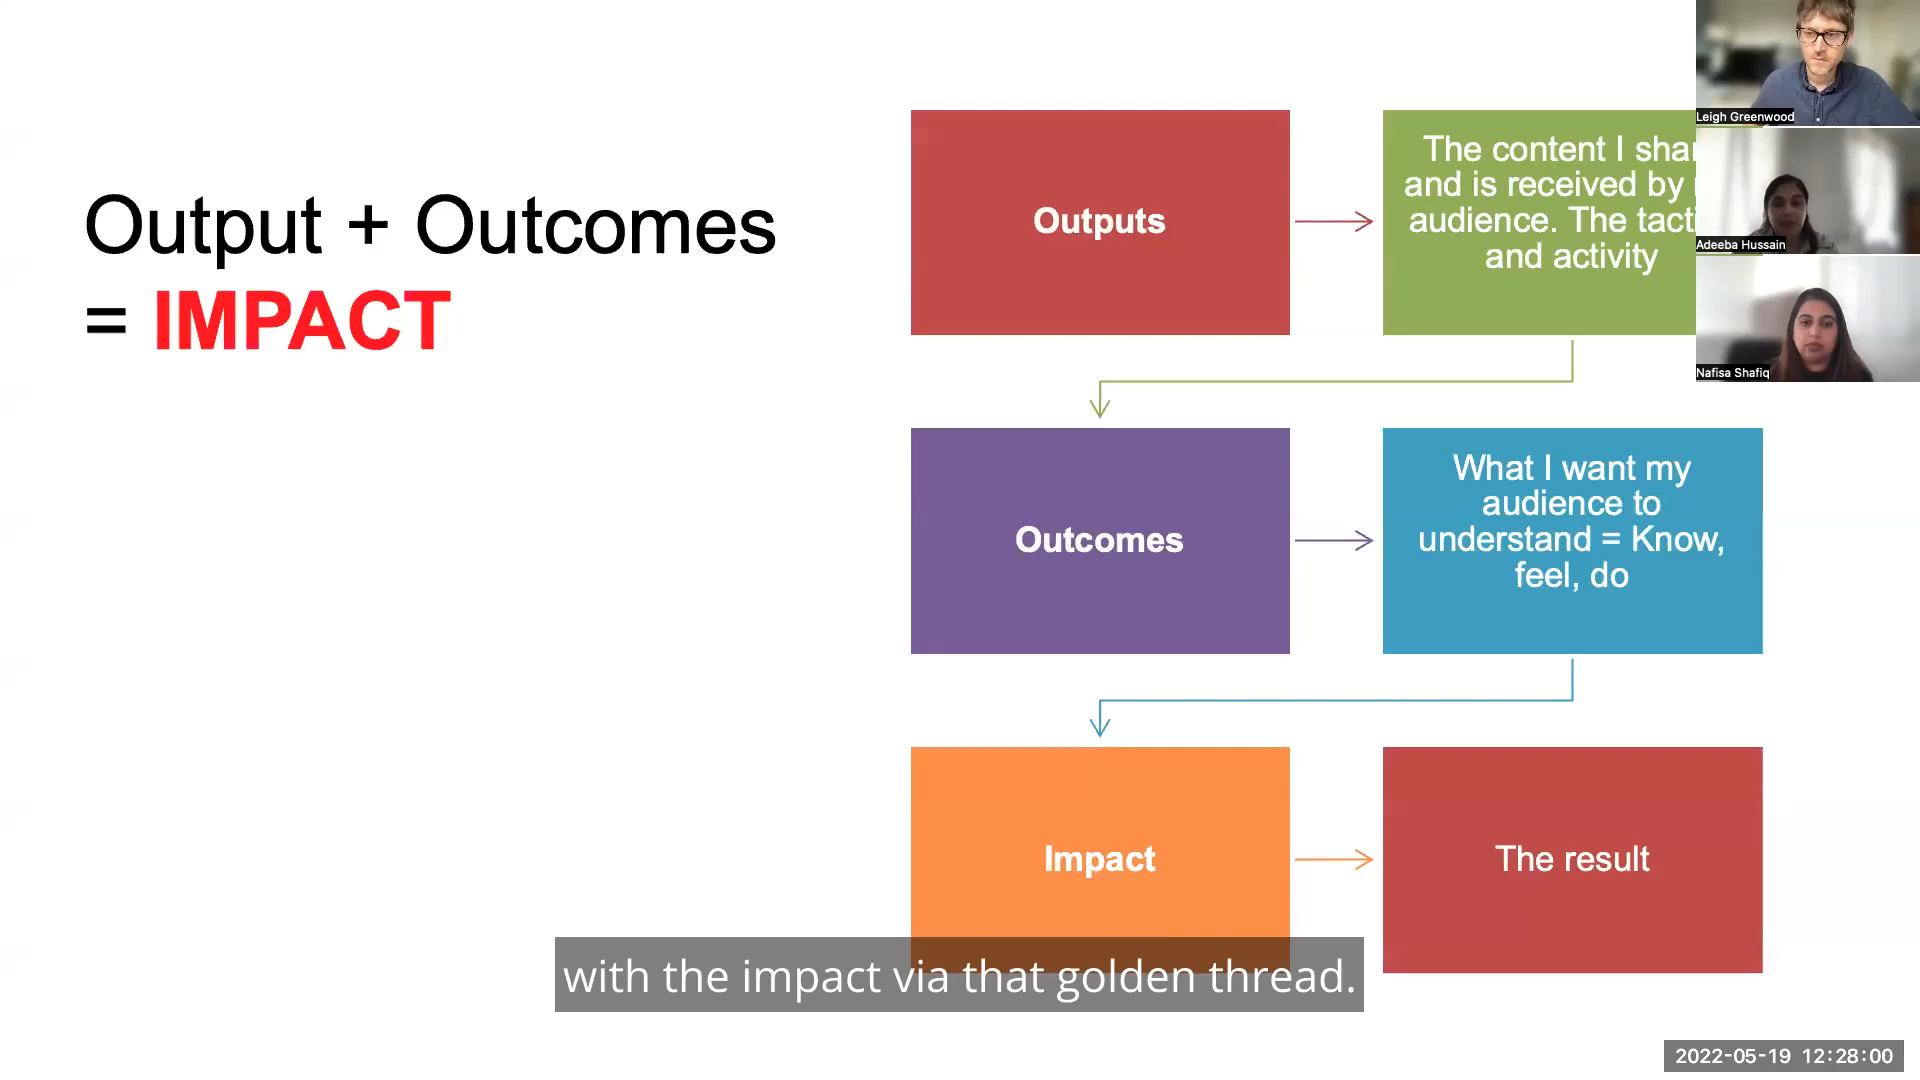 Output + Outcomes
= IMPACT
Outputs
The content I shar
and is received by
audience. The tacti
and activity
Outcomes
What I want my
audience to
understand = Know,
feel, do
Impact
The result
Leigh Greenwood
Adeeba Hussain
Nafisa Shafiq
with the impact via that golden thread.
2022-05-19 12:28:00